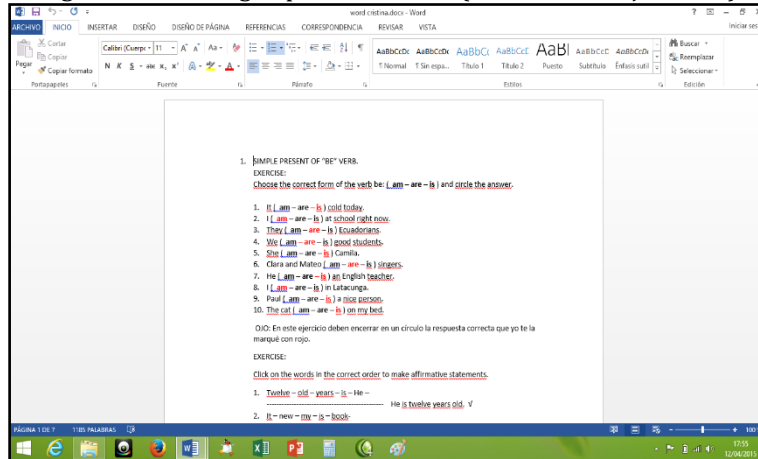 word cristina.docx - Word
ARCHIVO INICIO INSERTAR DISEÑO DISEÑO DE PÁGINA REFERENCIAS CORRESPONDENCIA REVISAR VISTA Iniciar ses
Pegar Cortar Copiar Copiar formato
Calibri (Cuerpo 11
AaBbCcDc AaBbCcDc AaBbCc AaBbCcC AaBl AaBbCcC AaBbCcDt
¶ Normal ¶ Sin espa... Título 1 Título 2 Puesto Subtítulo Énfasis sutil
Buscar Reemplazar Seleccionar
Portapapeles Fuente Párrafo Estilos Edición
1. SIMPLE PRESENT OF "BE" VERB.
EXERCISE:
Choose the correct form of the verb be: ( am – are – is ) and circle the answer.
1. It ( am – are – is ) cold today.
2. I ( am – are – is ) at school right now.
3. They ( am – are – is ) Ecuadorians.
4. We ( am – are – is ) good students.
5. She ( am – are – is ) Camila.
6. Clara and Mateo ( am – are – is ) singers.
7. He ( am – are – is ) an English teacher.
8. I ( am – are – is ) in Latacunga.
9. Paul ( am – are – is ) a nice person.
10. The cat ( am – are – is ) on my bed.
OJO: En este ejercicio deben encerrar en un círculo la respuesta correcta que yo te la
marqué con rojo.
EXERCISE:
Click on the words in the correct order to make affirmative statements.
1. Twelve – old – years – is – He –
------------------------------------------------ He is twelve years old. √
2. It – new – my – is – book-
PÁGINA 1 DE 7 1185 PALABRAS 100
17:55
12/04/2015